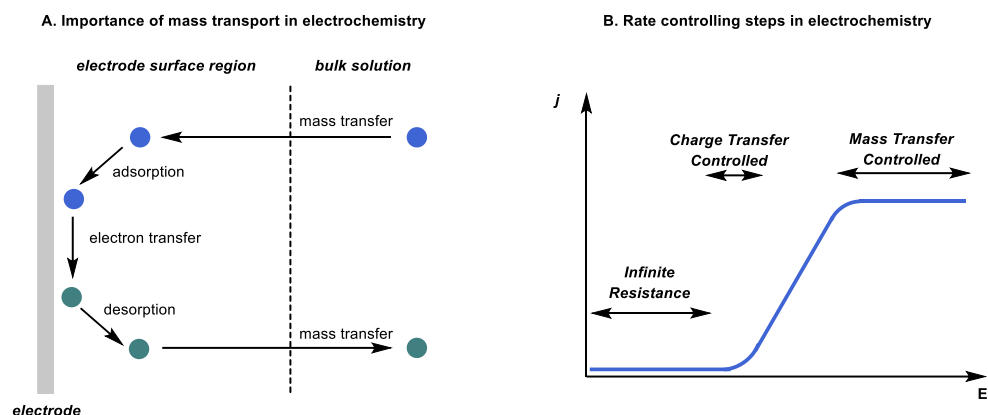 A. Importance of mass transport in electrochemistry
electrode surface region
bulk solution
mass transfer
adsorption
electron transfer
desorption
mass transfer
electrode
B. Rate controlling steps in electrochemistry
j
Charge Transfer
Controlled
Mass Transfer
Controlled
Infinite
Resistance
E